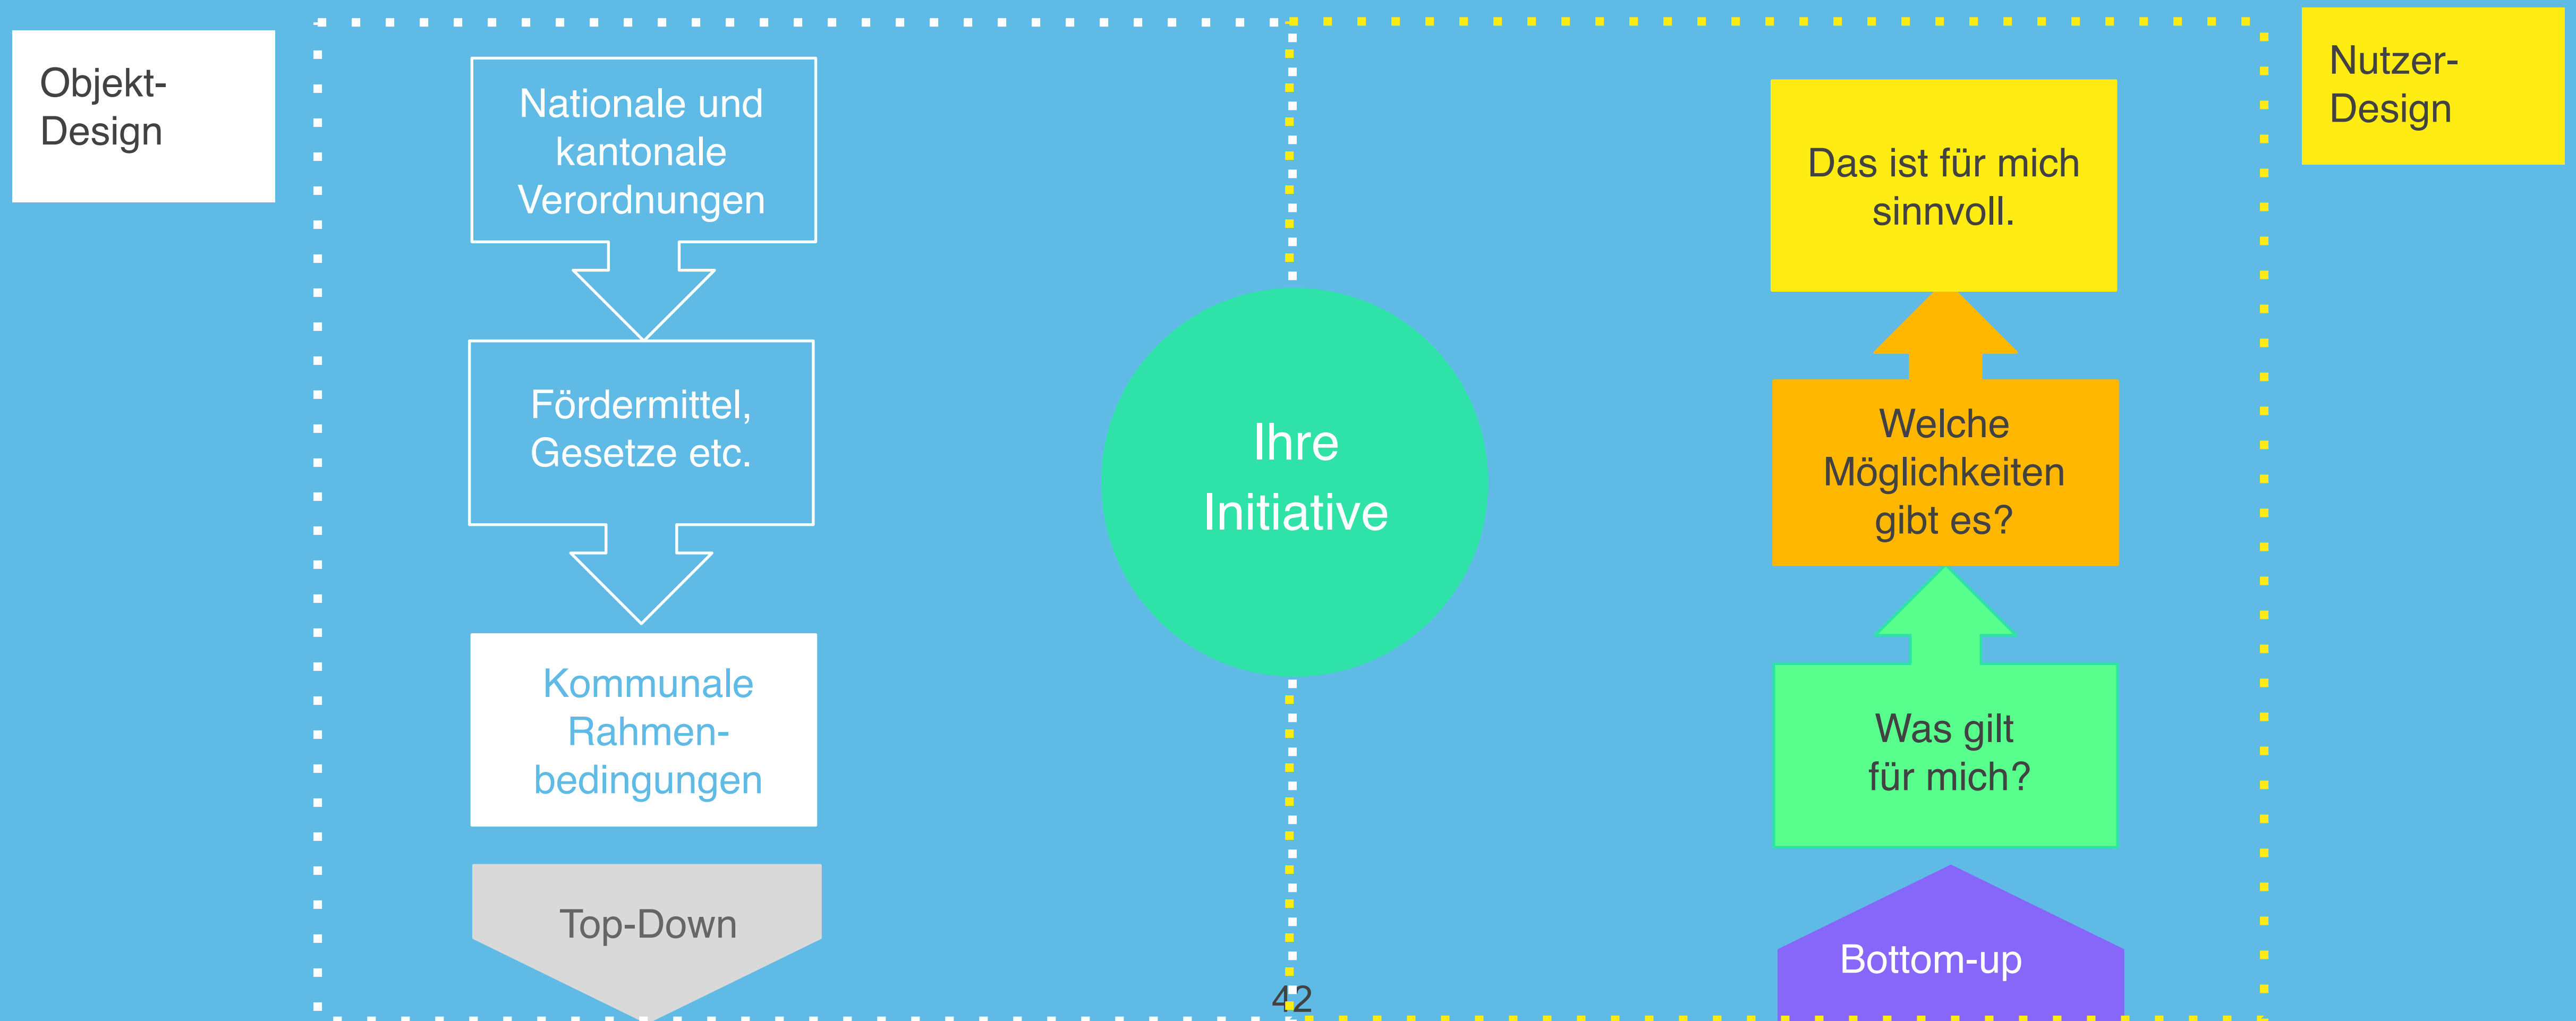 Objekt-
Design
Nationale und
kantonale
Verordnungen
Fördermittel,
Gesetze etc.
Kommunale
Rahmen-
bedingungen
Top-Down
Ihre
Initiative
42
Nutzer-
Design
Das ist für mich
sinnvoll.
Welche
Möglichkeiten
gibt es?
Was gilt
für mich?
Bottom-up